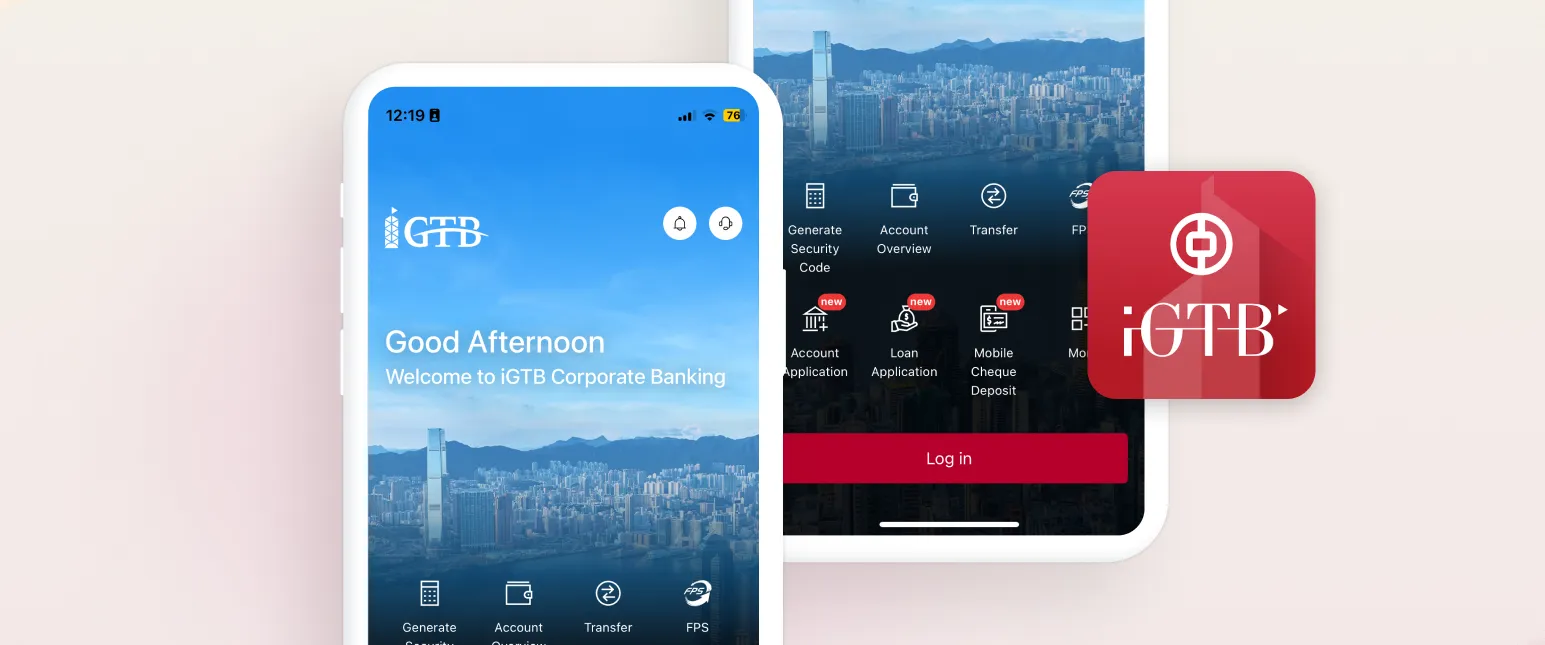 12:19
76
iGTB
Good Afternoon
Welcome to iGTB Corporate Banking
Generate
Account
Overview
Transfer
FPS
FPS
Generate
Security
Code
Account
Overview
Transfer
FPS
FP
new
new
new
Account
Application
Loan
Application
Mobile
Cheque
Deposit
Mo
Log in
iGTB